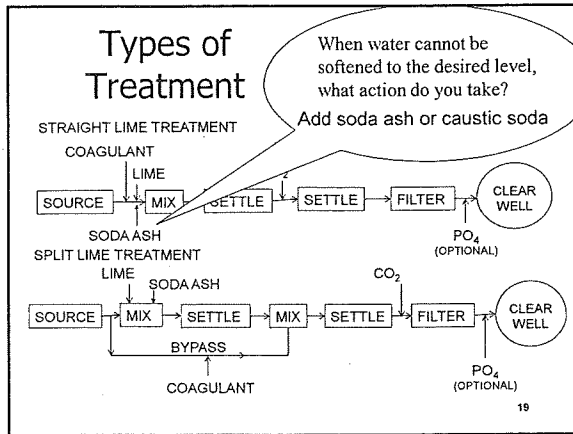 Types of
Treatment
When water cannot be
softened to the desired level,
what action do you take?
Add soda ash or caustic soda
STRAIGHT LIME TREATMENT
COAGULANT
LIME
2
SOURCE
MIX
SETTLE
SETTLE
FILTER
CLEAR
WELL
SODA ASH
PO4
(OPTIONAL)
SPLIT LIME TREATMENT
LIME
SODA ASH
CO2
SOURCE
MIX
SETTLE
MIX
SETTLE
FILTER
CLEAR
WELL
BYPASS
COAGULANT
PO4
(OPTIONAL)
19